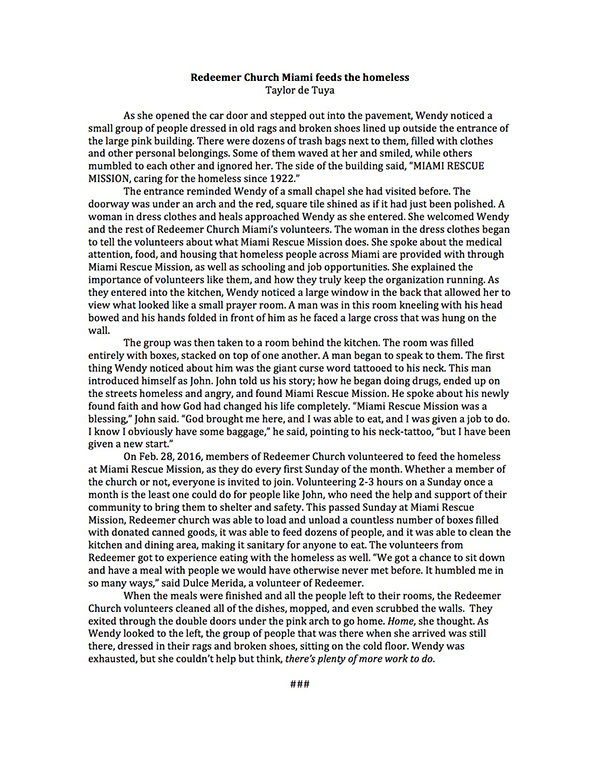 Redeemer Church Miami feeds the homeless
Taylor de Tuya
As she opened the car door and stepped out into the pavement, Wendy noticed a
small group of people dressed in old rags and broken shoes lined up outside the entrance of
the large pink building. There were dozens of trash bags next to them, filled with clothes
and other personal belongings. Some of them waved at her and smiled, while others
mumbled to each other and ignored her. The side of the building said, “MIAMI RESCUE
MISSION, caring for the homeless since 1922.”
The entrance reminded Wendy of a small chapel she had visited before. The
doorway was under an arch and the red, square tile shined as if it had just been polished. A
woman in dress clothes and heals approached Wendy as she entered. She welcomed Wendy
and the rest of Redeemer Church Miami’s volunteers. The woman in the dress clothes began
to tell the volunteers about what Miami Rescue Mission does. She spoke about the medical
attention, food, and housing that homeless people across Miami are provided with through
Miami Rescue Mission, as well as schooling and job opportunities. She explained the
importance of volunteers like them, and how they truly keep the organization running. As
they entered into the kitchen, Wendy noticed a large window in the back that allowed her to
view what looked like a small prayer room. A man was in this room kneeling with his head
bowed and his hands folded in front of him as he faced a large cross that was hung on the
wall.
The group was then taken to a room behind the kitchen. The room was filled
entirely with boxes, stacked on top of one another. A man began to speak to them. The first
thing Wendy noticed about him was the giant curse word tattooed to his neck. This man
introduced himself as John. John told us his story; how he began doing drugs, ended up on
the streets homeless and angry, and found Miami Rescue Mission. He spoke about his newly
found faith and how God had changed his life completely. “Miami Rescue Mission was a
blessing,” John said. “God brought me here, and I was able to eat, and I was given a job to do.
I know I obviously have some baggage,” he said, pointing to his neck-tattoo, “but I have been
given a new start.”
On Feb. 28, 2016, members of Redeemer Church volunteered to feed the homeless
at Miami Rescue Mission, as they do every first Sunday of the month. Whether a member of
the church or not, everyone is invited to join. Volunteering 2-3 hours on a Sunday once a
month is the least one could do for people like John, who need the help and support of their
community to bring them to shelter and safety. This passed Sunday at Miami Rescue
Mission, Redeemer church was able to load and unload a countless number of boxes filled
with donated canned goods, it was able to feed dozens of people, and it was able to clean the
kitchen and dining area, making it sanitary for anyone to eat. The volunteers from
Redeemer got to experience eating with the homeless as well. “We got a chance to sit down
and have a meal with people we would have otherwise never met before. It humbled me in
so many ways,” said Dulce Merida, a volunteer of Redeemer.
When the meals were finished and all the people left to their rooms, the Redeemer
Church volunteers cleaned all of the dishes, mopped, and even scrubbed the walls. They
exited through the double doors under the pink arch to go home. Home, she thought. As
Wendy looked to the left, the group of people that was there when she arrived was still
there, dressed in their rags and broken shoes, sitting on the cold floor. Wendy was
exhausted, but she couldn’t help but think, there’s plenty of more work to do.
###